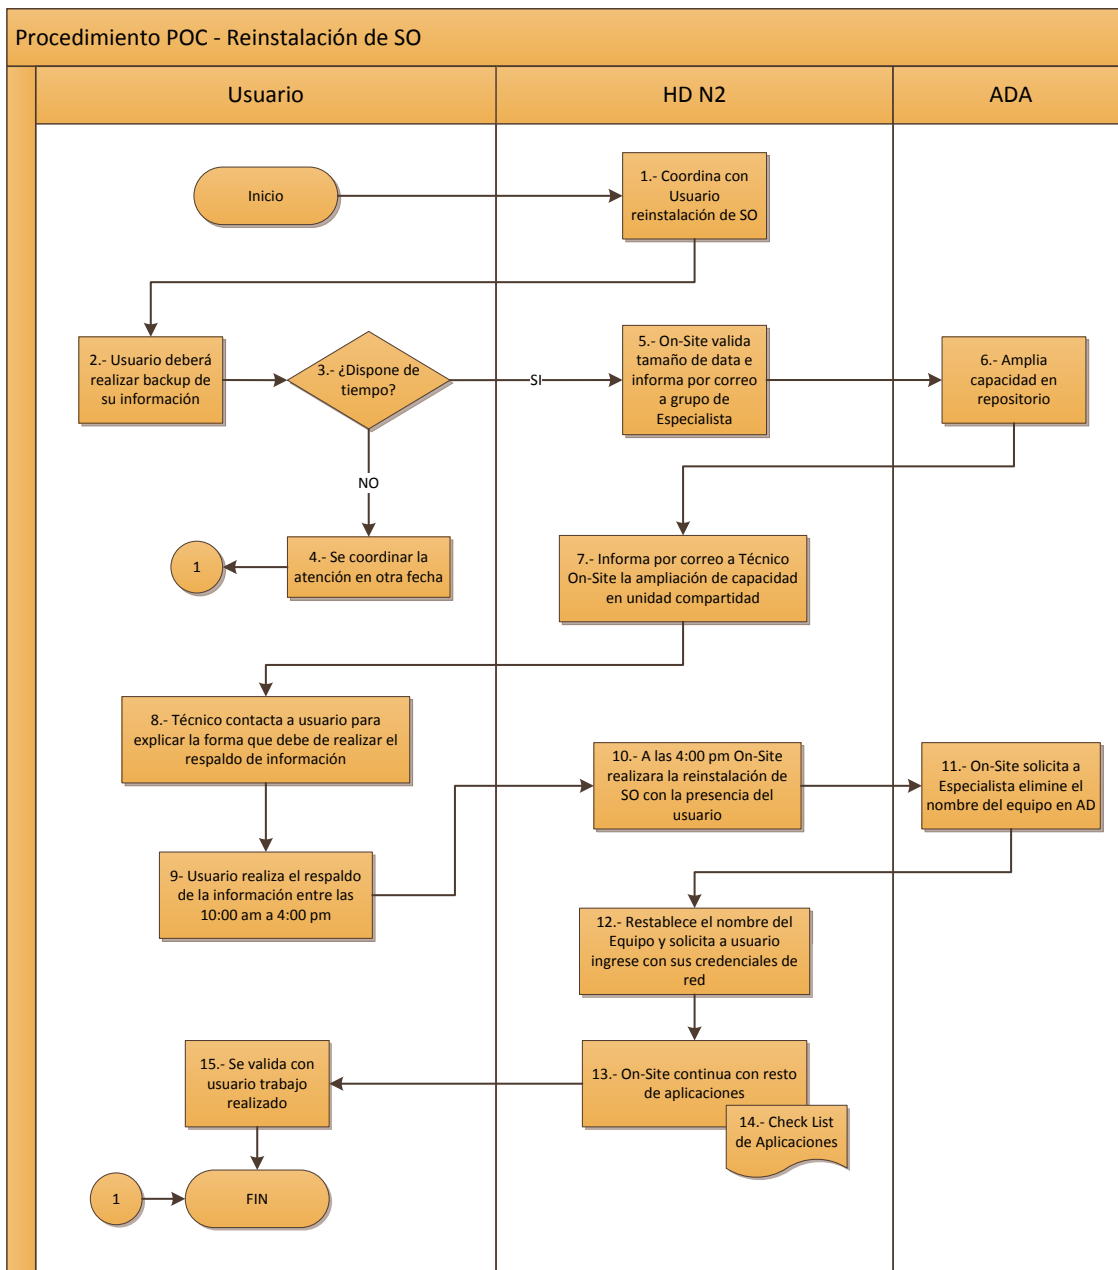 Procedimiento POC - Reinstalación de SO
Usuario
HD N2
ADA
Inicio
1.- Coordina con
Usuario
reinstalación de SO
2.- Usuario deberá
realizar backup de
su información
3.- ¿Dispone de
tiempo?
SI
5.- On-Site valida
tamaño de data e
informa por correo
a grupo de
Especialista
6.- Amplia
capacidad en
repositorio
NO
4.- Se coordinar la
atención en otra fecha
1
7.- Informa por correo a Técnico
On-Site la ampliación de capacidad
en unidad compartidad
8.- Técnico contacta a usuario para
explicar la forma que debe de realizar el
respaldo de información
10.- A las 4:00 pm On-Site
realizara la reinstalación de
SO con la presencia del
usuario
11.- On-Site solicita a
Especialista elimine el
nombre del equipo en AD
9- Usuario realiza el respaldo
de la información entre las
10:00 am a 4:00 pm
12.- Restablece el nombre del
Equipo y solicita a usuario
ingrese con sus credenciales de
red
15.- Se valida con
usuario trabajo
realizado
13.- On-Site continua con resto
de aplicaciones
14.- Check List
de Aplicaciones
1
FIN